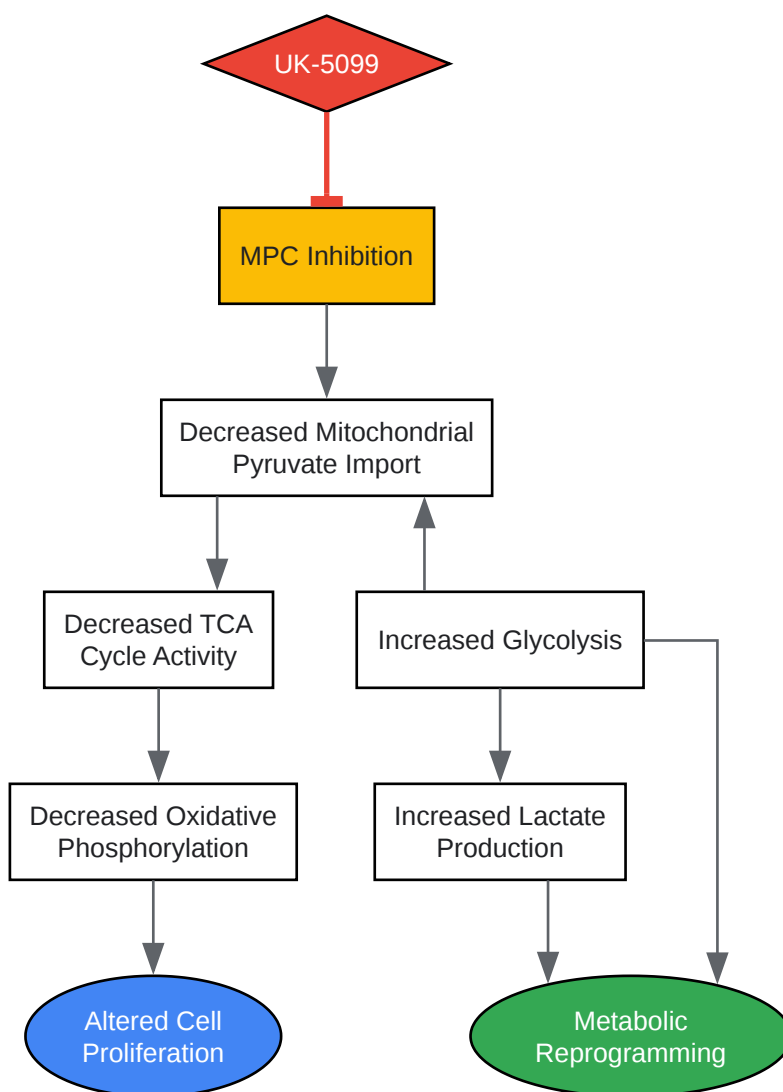 UK-5099
MPC Inhibition
Decreased Mitochondrial
Pyruvate Import
Decreased TCA
Cycle Activity
Increased Glycolysis
Decreased Oxidative
Phosphorylation
Increased Lactate
Production
Altered Cell
Proliferation
Metabolic
Reprogramming